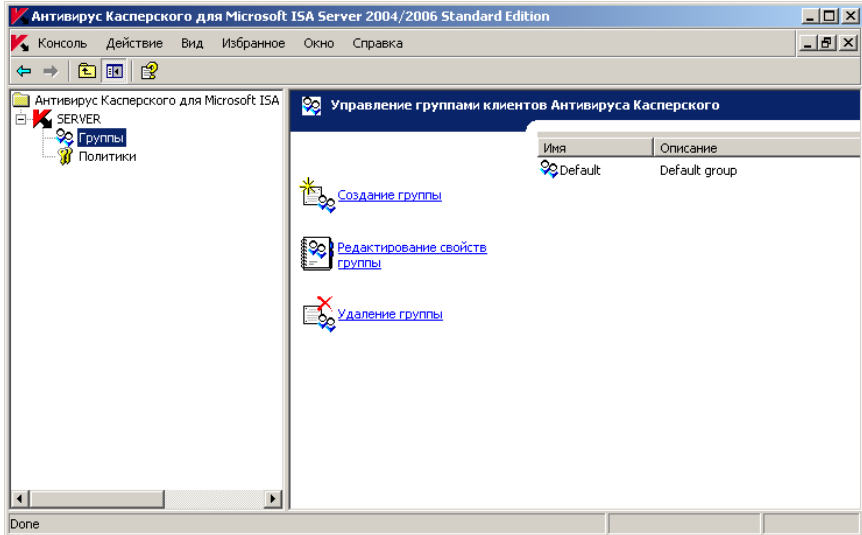 Антивирус Касперского для Microsoft ISA Server 2004/2006 Standard Edition
Консоль Действие Вид Избранное Окно Справка
Антивирус Касперского для Microsoft ISA
SERVER
Группы
Политики
Управление группами клиентов Антивируса Касперского
Имя Описание
Default Default group
Создание группы
Редактирование свойств
группы
Удаление группы
Done